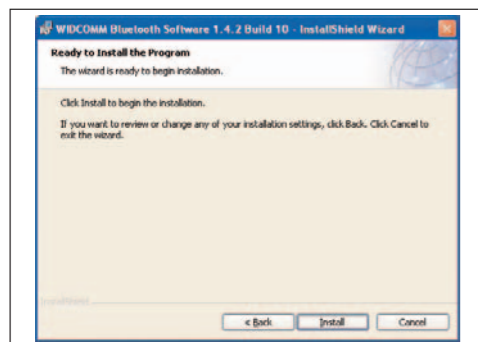 WIDCOMM Bluetooth Software 1.4.2 Build 10 - InstallShield Wizard
Ready to Install the Program
The wizard is ready to begin installation.
Click Install to begin the installation.
If you want to review or change any of your installation settings, click Back. Click Cancel to
exit the wizard.
InstallShield
< Back Install Cancel